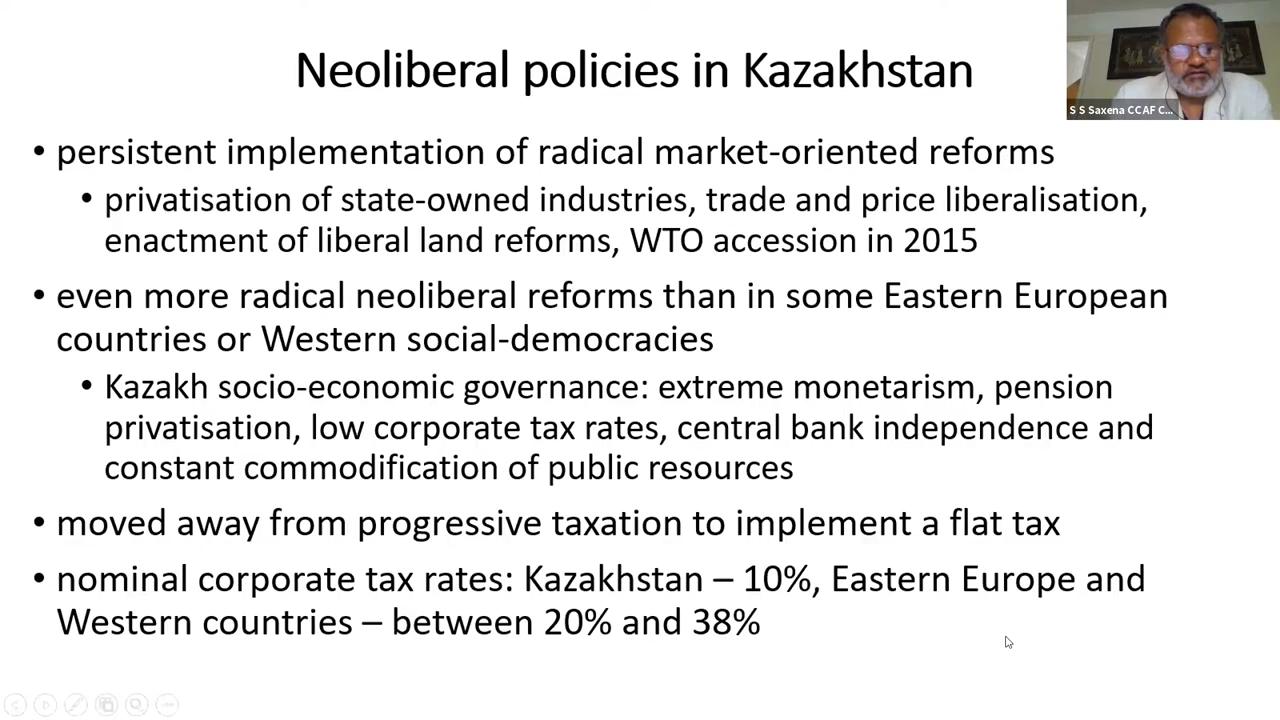 Neoliberal policies in Kazakhstan
S S Saxena CCAF C...
• persistent implementation of radical market-oriented reforms
• privatisation of state-owned industries, trade and price liberalisation,
enactment of liberal land reforms, WTO accession in 2015
• even more radical neoliberal reforms than in some Eastern European
countries or Western social-democracies
• Kazakh socio-economic governance: extreme monetarism, pension
privatisation, low corporate tax rates, central bank independence and
constant commodification of public resources
• moved away from progressive taxation to implement a flat tax
• nominal corporate tax rates: Kazakhstan – 10%, Eastern Europe and
Western countries – between 20% and 38%